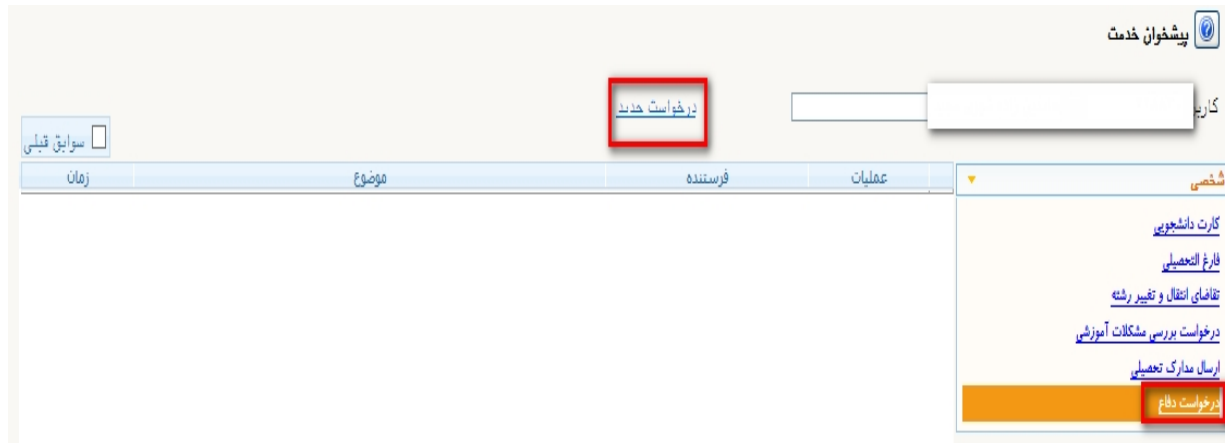 پیشخوان خدمت
کاربر
درخواست جدید
سوابق قبلی
شخصی
عملیات
فرستنده
موضوع
زمان
کارت دانشجویی
فارغ التحصیلی
تقاضای انتقال و تغییر رشته
درخواست بررسی مشکلات آموزشی
ارسال مدارک تحصیلی
درخواست دفاع